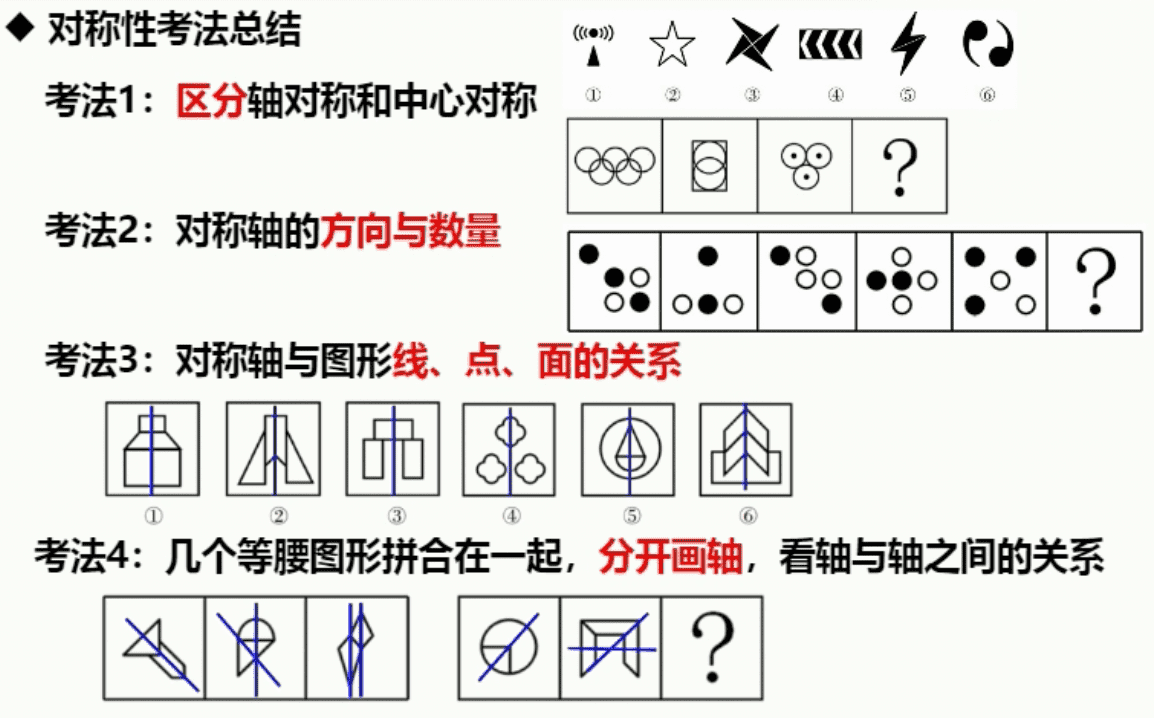 ◆ 对称性考法总结
① ② ③ ④ ⑤ ⑥
考法1：区分轴对称和中心对称
?
考法2：对称轴的方向与数量
?
考法3：对称轴与图形线、点、面的关系
① ② ③ ④ ⑤ ⑥
考法4：几个等腰图形拼合在一起，分开画轴，看轴与轴之间的关系
?